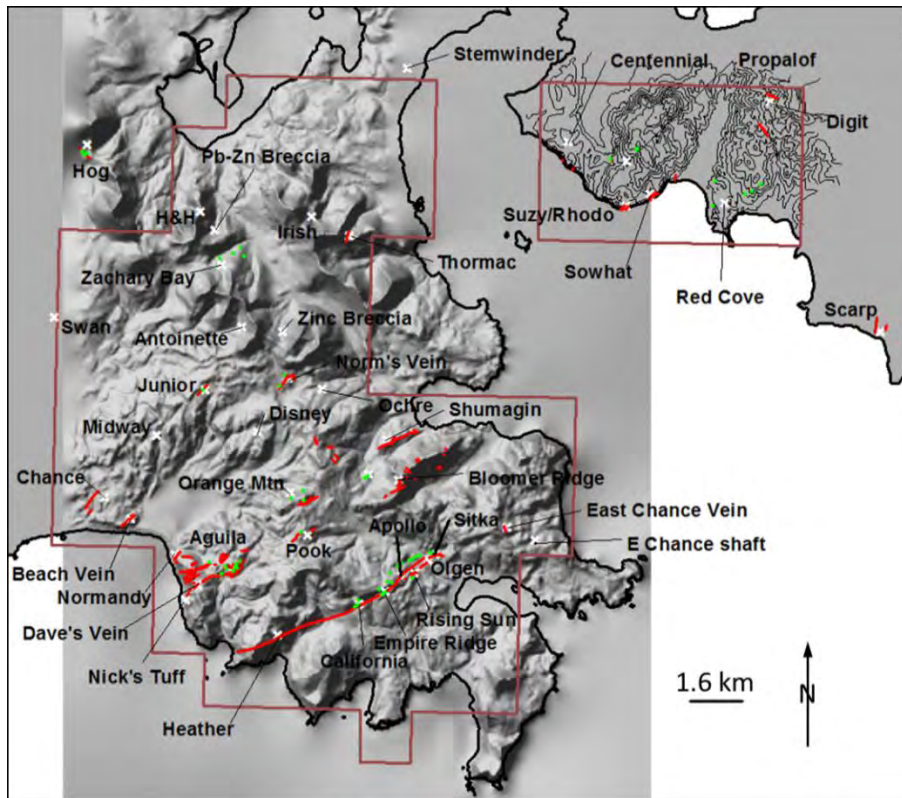 Stemwinder
Centennial
Propalof
Digit
Hog
Pb-Zn Breccia
H&H
Irish
Suzy/Rhodo
Thormac
Sowhat
Zachary Bay
Red Cove
Swan
Antoinette
Zinc Breccia
Scarp
Norm's Vein
Junior
Ochre
Shumagin
Disney
Midway
Chance
Orange Mtn
Bloomer Ridge
East Chance Vein
Apollo
Sitka
Aguila
Pook
E Chance shaft
Beach Vein
Olgen
Normandy
Rising Sun
Dave's Vein
Empire Ridge
California
Nick's Tuff
Heather
1.6 km
N